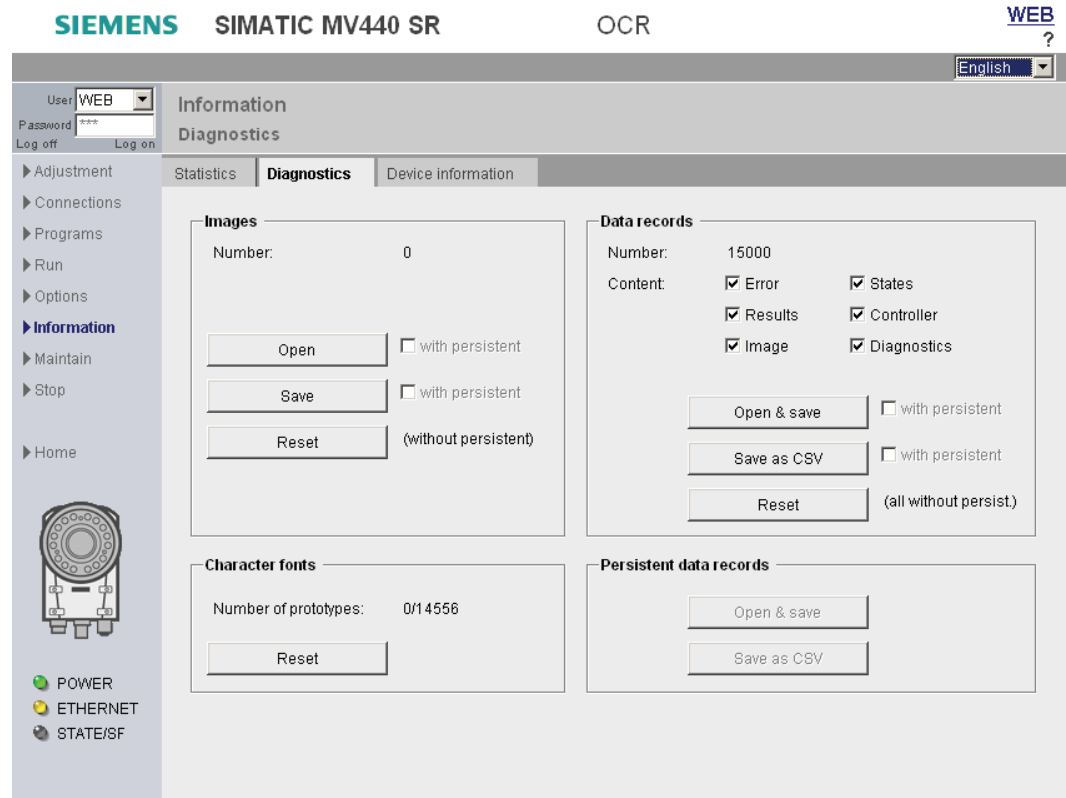 SIEMENS SIMATIC MV440 SR OCR WEB
?
English
User WEB
Password ***
Log off Log on
Information
Diagnostics
Adjustment
Connections
Programs
Run
Options
Information
Maintain
Stop
Home
POWER
ETHERNET
STATE/SF
Statistics Diagnostics Device information
Images
Number: 0
Open with persistent
Save with persistent
Reset (without persistent)
Data records
Number: 15000
Content: Error States
Results Controller
Image Diagnostics
Open & save with persistent
Save as CSV with persistent
Reset (all without persist.)
Character fonts
Number of prototypes: 0/14556
Reset
Persistent data records
Open & save
Save as CSV